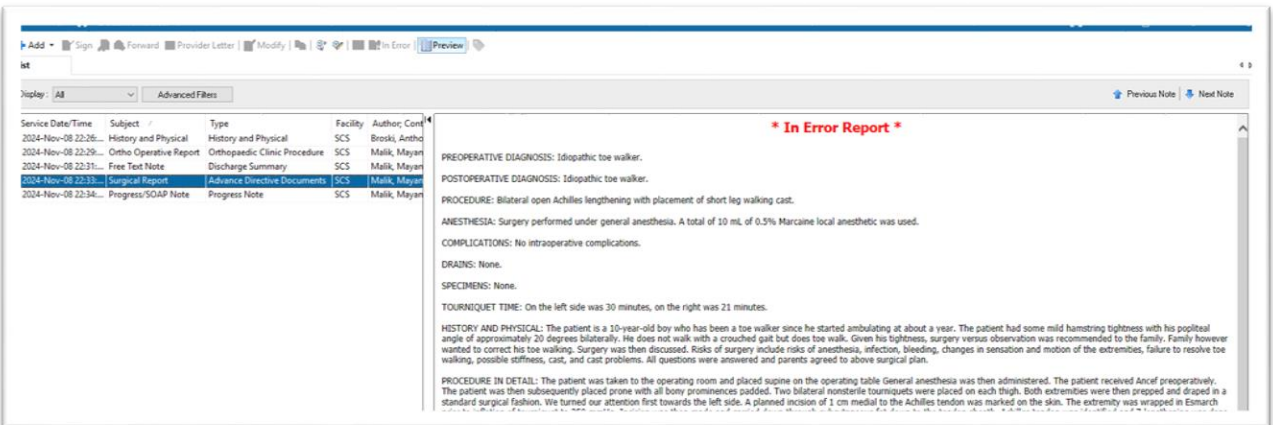 Add Sign Forward Provider Letter Modify In Error Preview
ist
Display : All Advanced Filters Previous Note Next Note
Service Date/Time Subject Type Facility Author; Cont
2024-Nov-08 22:26:... History and Physical History and Physical SCS Broski, Antho
2024-Nov-08 22:29:... Ortho Operative Report Orthopaedic Clinic Procedure SCS Malik, Mayan
2024-Nov-08 22:31:... Free Text Note Discharge Summary SCS Malik, Mayan
2024-Nov-08 22:33:... Surgical Report Advance Directive Documents SCS Malik, Mayan
2024-Nov-08 22:34:... Progress/SOAP Note Progress Note SCS Malik, Mayan
* In Error Report *
PREOPERATIVE DIAGNOSIS: Idiopathic toe walker.
POSTOPERATIVE DIAGNOSIS: Idiopathic toe walker.
PROCEDURE: Bilateral open Achilles lengthening with placement of short leg walking cast.
ANESTHESIA: Surgery performed under general anesthesia. A total of 10 mL of 0.5% Marcaine local anesthetic was used.
COMPLICATIONS: No intraoperative complications.
DRAINS: None.
SPECIMENS: None.
TOURNIQUET TIME: On the left side was 30 minutes, on the right was 21 minutes.
HISTORY AND PHYSICAL: The patient is a 10-year-old boy who has been a toe walker since he started ambulating at about a year. The patient had some mild hamstring tightness with his popliteal
angle of approximately 20 degrees bilaterally. He does not walk with a crouched gait but does toe walk. Given his tightness, surgery versus observation was recommended to the family. Family however
wanted to correct his toe walking. Surgery was then discussed. Risks of surgery include risks of anesthesia, infection, bleeding, changes in sensation and motion of the extremities, failure to resolve toe
walking, possible stiffness, cast, and cast problems. All questions were answered and parents agreed to above surgical plan.
PROCEDURE IN DETAIL: The patient was taken to the operating room and placed supine on the operating table General anesthesia was then administered. The patient received Ancef preoperatively.
The patient was then subsequently placed prone with all bony prominences padded. Two bilateral nonsterile tourniquets were placed on each thigh. Both extremities were then prepped and draped in a
standard surgical fashion. We turned our attention first towards the left side. A planned incision of 1 cm medial to the Achilles tendon was marked on the skin. The extremity was wrapped in Esmarch